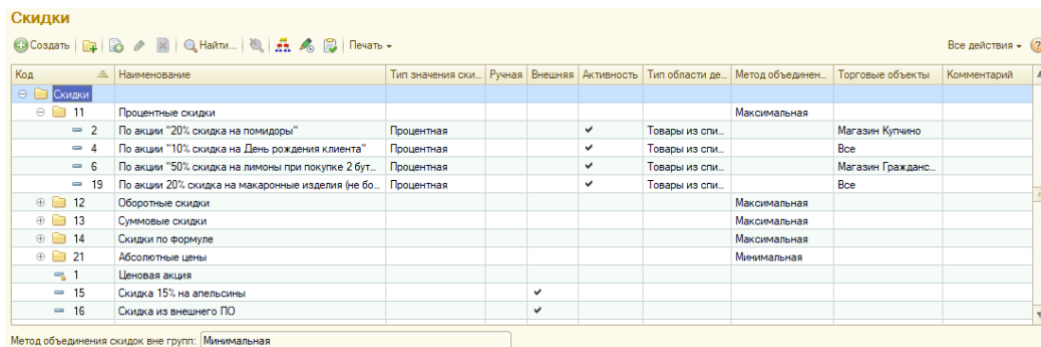 Скидки
Создать Найти... Печать Все действия
Код Наименование Тип значения ски... Ручная Внешняя Активность Тип области де... Метод объединен... Торговые объекты Комментарий
Скидки
11 Процентные скидки Максимальная
2 По акции "20% скидка на помидоры" Процентная Товары из спи... Магазин Купчино
4 По акции "10% скидка на День рождения клиента" Процентная Товары из спи... Все
6 По акции "50% скидка на лимоны при покупке 2 бут... Процентная Товары из спи... Магазин Гражданс...
19 По акции 20% скидка на макаронные изделия (не бо... Процентная Товары из спи... Все
12 Оборотные скидки Максимальная
13 Суммовые скидки Максимальная
14 Скидки по формуле Максимальная
21 Абсолютные цены Минимальная
1 Ценовая акция
15 Скидка 15% на апельсины
16 Скидка из внешнего ПО
Метод объединения скидок вне групп: Минимальная